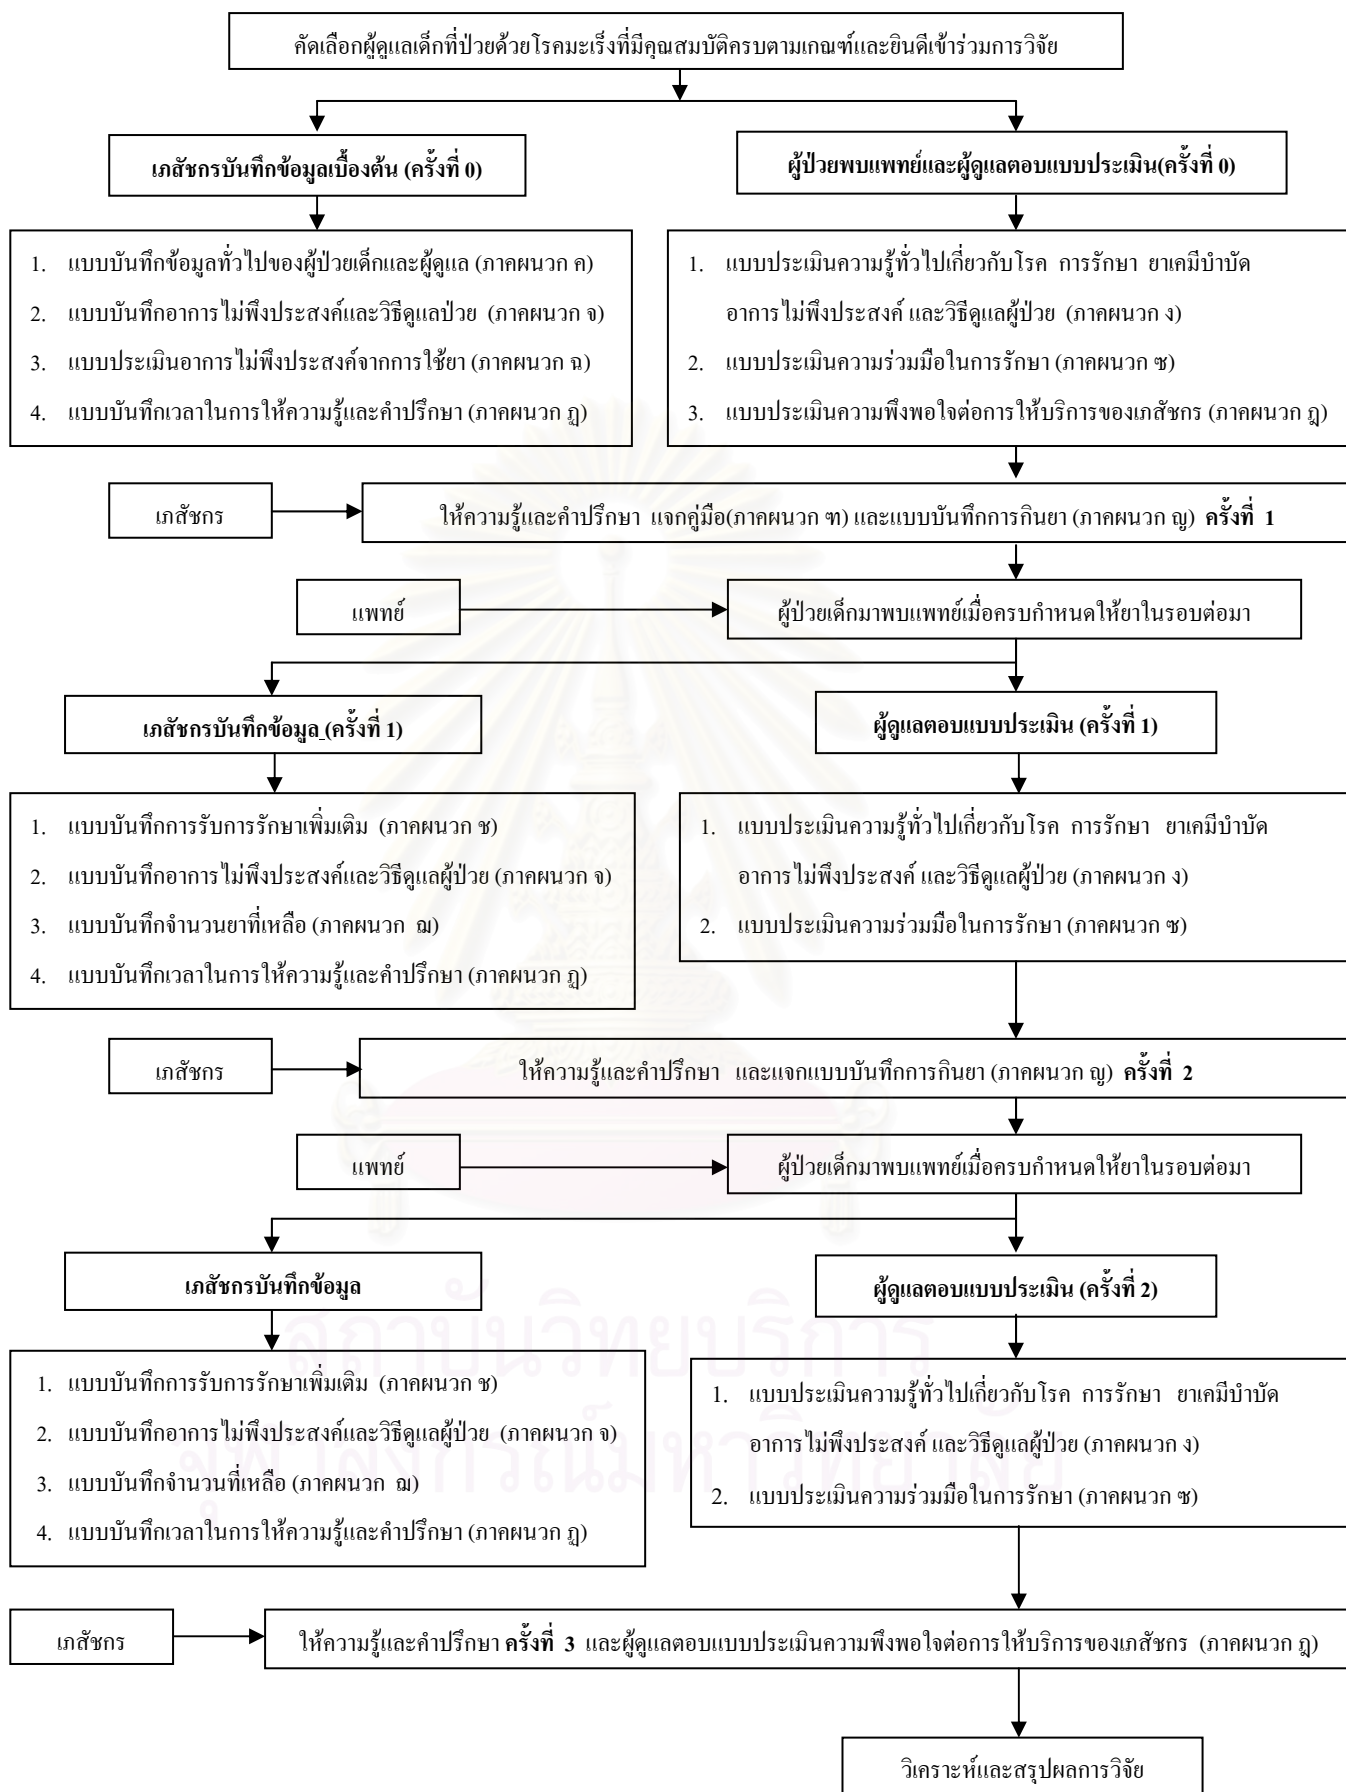 คัดเลือกผู้ดูแลเด็กที่ป่วยด้วยโรคมะเร็งที่มีคุณสมบัติครบตามเกณฑ์และยินดีเข้าร่วมการวิจัย
เภสัชกรบันทึกข้อมูลเบื้องต้น (ครั้งที่ 0)
ผู้ป่วยพบแพทย์และผู้ดูแลตอบแบบประเมิน(ครั้งที่ 0)
1. แบบบันทึกข้อมูลทั่วไปของผู้ป่วยเด็กและผู้ดูแล (ภาคผนวก ค)
2. แบบบันทึกอาการไม่พึงประสงค์และวิธีดูแลป่วย (ภาคผนวก จ)
3. แบบประเมินอาการไม่พึงประสงค์จากการใช้ยา (ภาคผนวก ฉ)
4. แบบบันทึกเวลาในการให้ความรู้และคำปรึกษา (ภาคผนวก ฏ)
1. แบบประเมินความรู้ทั่วไปเกี่ยวกับโรค การรักษา ยาเคมีบำบัด
อาการไม่พึงประสงค์ และวิธีดูแลผู้ป่วย (ภาคผนวก ง)
2. แบบประเมินความร่วมมือในการรักษา (ภาคผนวก ซ)
3. แบบประเมินความพึงพอใจต่อการให้บริการของเภสัชกร (ภาคผนวก ฎ)
เภสัชกร
ให้ความรู้และคำปรึกษา แจกคู่มือ(ภาคผนวก ฑ) และแบบบันทึกการกินยา (ภาคผนวก ญ) ครั้งที่ 1
แพทย์
ผู้ป่วยเด็กมาพบแพทย์เมื่อครบกำหนดให้ยาในรอบต่อมา
เภสัชกรบันทึกข้อมูล (ครั้งที่ 1)
ผู้ดูแลตอบแบบประเมิน (ครั้งที่ 1)
1. แบบบันทึกการรับการรักษาเพิ่มเติม (ภาคผนวก ช)
2. แบบบันทึกอาการไม่พึงประสงค์และวิธีดูแลผู้ป่วย (ภาคผนวก จ)
3. แบบบันทึกจำนวนยาที่เหลือ (ภาคผนวก ฌ)
4. แบบบันทึกเวลาในการให้ความรู้และคำปรึกษา (ภาคผนวก ฏ)
1. แบบประเมินความรู้ทั่วไปเกี่ยวกับโรค การรักษา ยาเคมีบำบัด
อาการไม่พึงประสงค์ และวิธีดูแลผู้ป่วย (ภาคผนวก ง)
2. แบบประเมินความร่วมมือในการรักษา (ภาคผนวก ซ)
เภสัชกร
ให้ความรู้และคำปรึกษา และแจกแบบบันทึกการกินยา (ภาคผนวก ญ) ครั้งที่ 2
แพทย์
ผู้ป่วยเด็กมาพบแพทย์เมื่อครบกำหนดให้ยาในรอบต่อมา
เภสัชกรบันทึกข้อมูล
ผู้ดูแลตอบแบบประเมิน (ครั้งที่ 2)
สถาบันวิทยบริการ
จุฬาลงกรณ์มหาวิทยาลัย
1. แบบบันทึกการรับการรักษาเพิ่มเติม (ภาคผนวก ช)
2. แบบบันทึกอาการไม่พึงประสงค์และวิธีดูแลผู้ป่วย (ภาคผนวก จ)
3. แบบบันทึกจำนวนที่เหลือ (ภาคผนวก ฌ)
4. แบบบันทึกเวลาในการให้ความรู้และคำปรึกษา (ภาคผนวก ฏ)
1. แบบประเมินความรู้ทั่วไปเกี่ยวกับโรค การรักษา ยาเคมีบำบัด
อาการไม่พึงประสงค์ และวิธีดูแลผู้ป่วย (ภาคผนวก ง)
2. แบบประเมินความร่วมมือในการรักษา (ภาคผนวก ซ)
เภสัชกร
ให้ความรู้และคำปรึกษา ครั้งที่ 3 และผู้ดูแลตอบแบบประเมินความพึงพอใจต่อการให้บริการของเภสัชกร (ภาคผนวก ฎ)
วิเคราะห์และสรุปผลการวิจัย